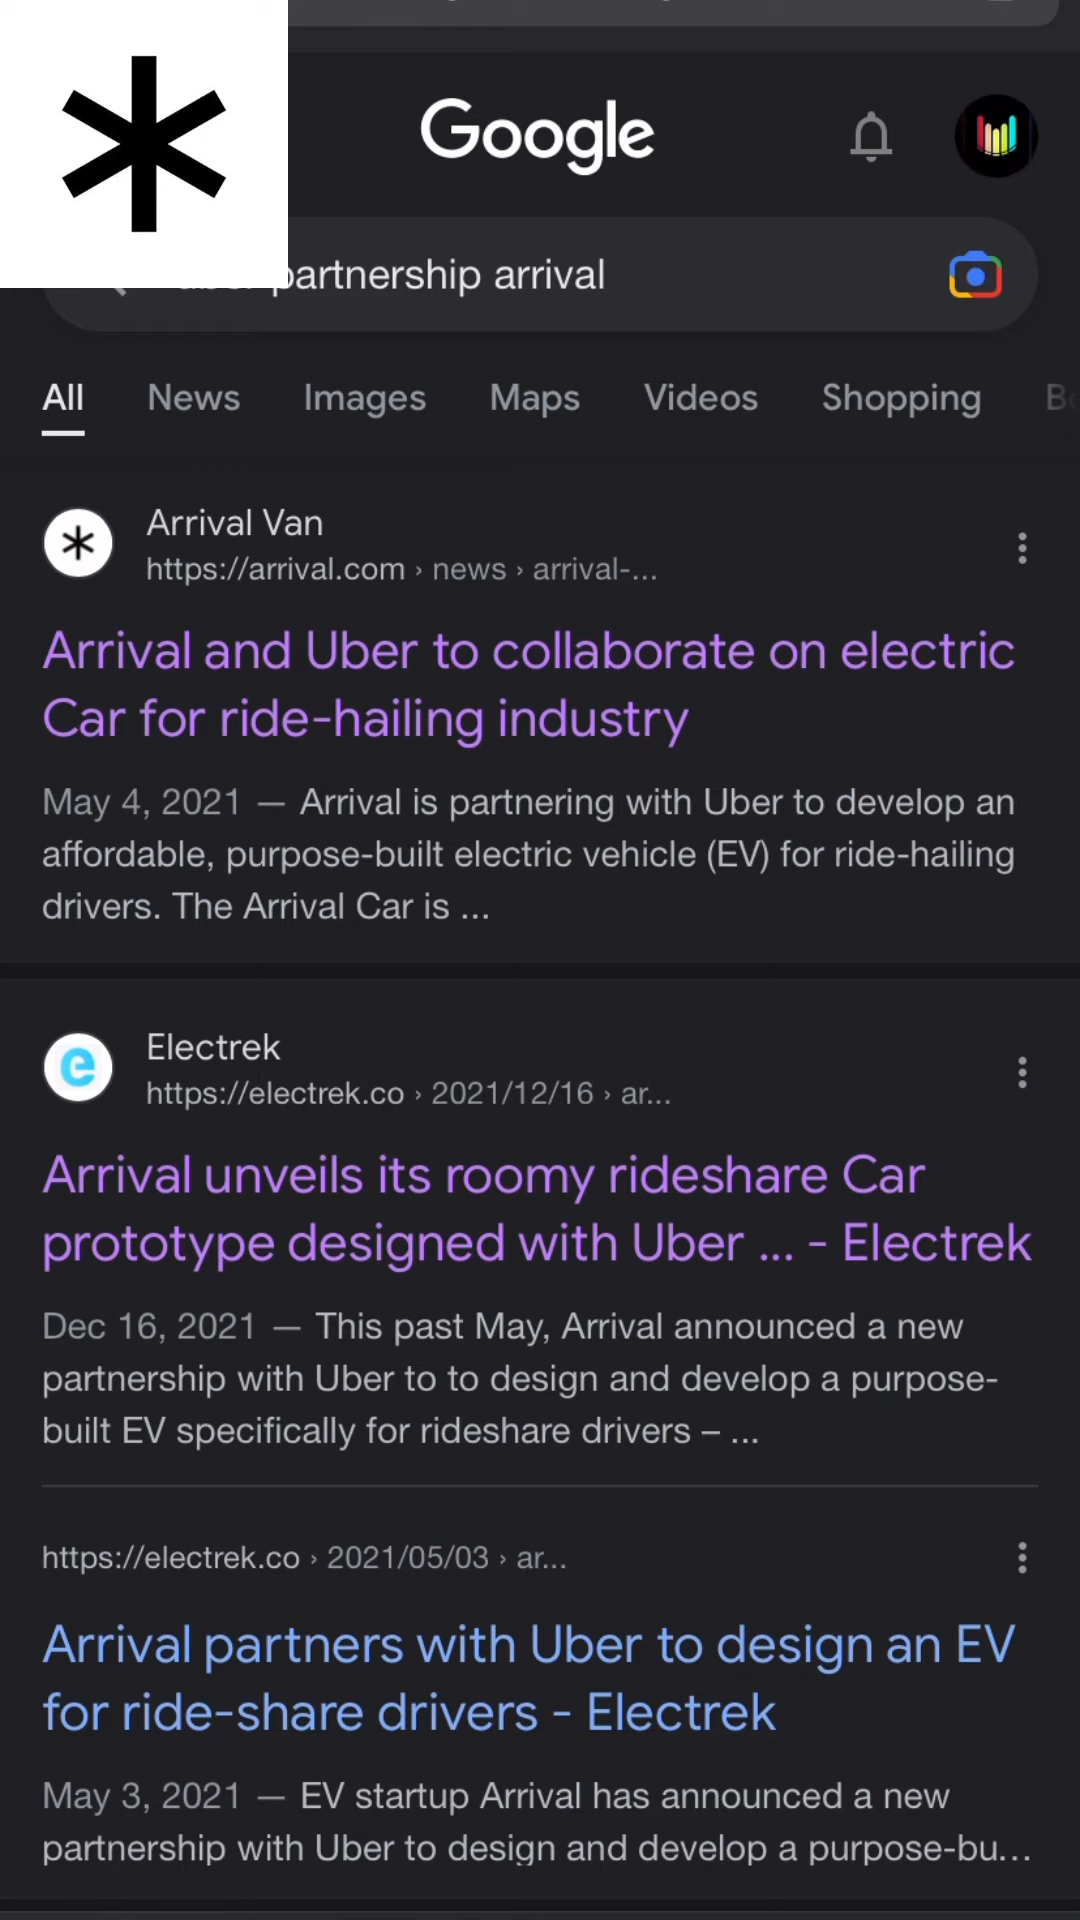 Google
partnership arrival
All News Images Maps Videos Shopping
Arrival Van
https://arrival.com › news › arrival-...
Arrival and Uber to collaborate on electric
Car for ride-hailing industry
May 4, 2021 — Arrival is partnering with Uber to develop an
affordable, purpose-built electric vehicle (EV) for ride-hailing
drivers. The Arrival Car is ...
Electrek
https://electrek.co › 2021/12/16 › ar...
Arrival unveils its roomy rideshare Car
prototype designed with Uber ... - Electrek
Dec 16, 2021 — This past May, Arrival announced a new
partnership with Uber to to design and develop a purpose-
built EV specifically for rideshare drivers – ...
https://electrek.co › 2021/05/03 › ar...
Arrival partners with Uber to design an EV
for ride-share drivers - Electrek
May 3, 2021 — EV startup Arrival has announced a new
partnership with Uber to design and develop a purpose-bu...